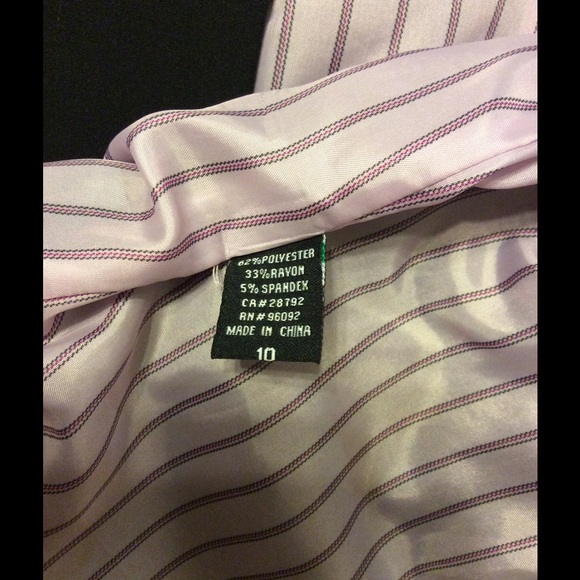 62%POLYESTER
33%RAYON
5% SPANDEX
CA# 28792
RN# 96092
MADE IN CHINA
10